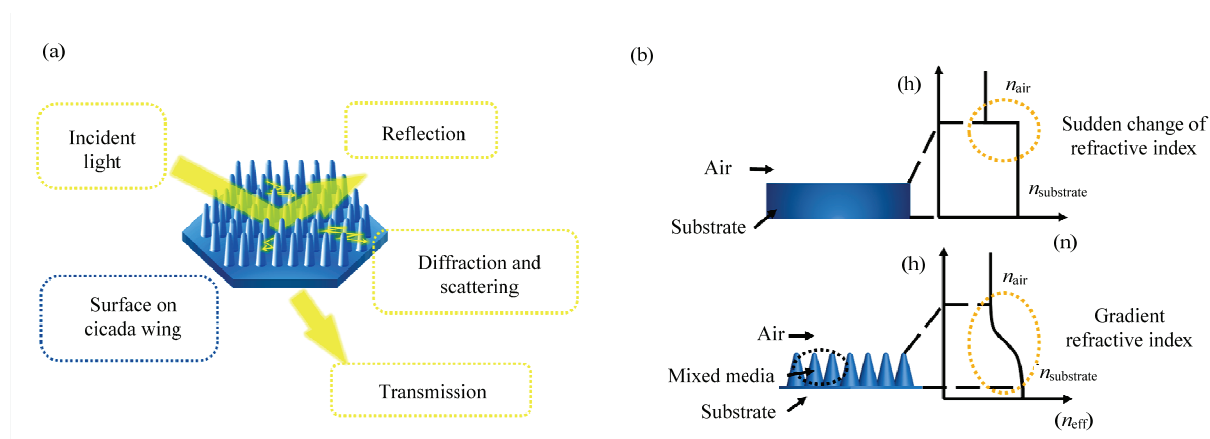 (a)
Incident
light
Reflection
Diffraction and
scattering
Surface on
cicada wing
Transmission
(b)
(h)
nair
Sudden change of
refractive index
Air
nsubstrate
Substrate
(n)
(h)
nair
Gradient
refractive index
Air
Mixed media
nsubstrate
Substrate
(neff)